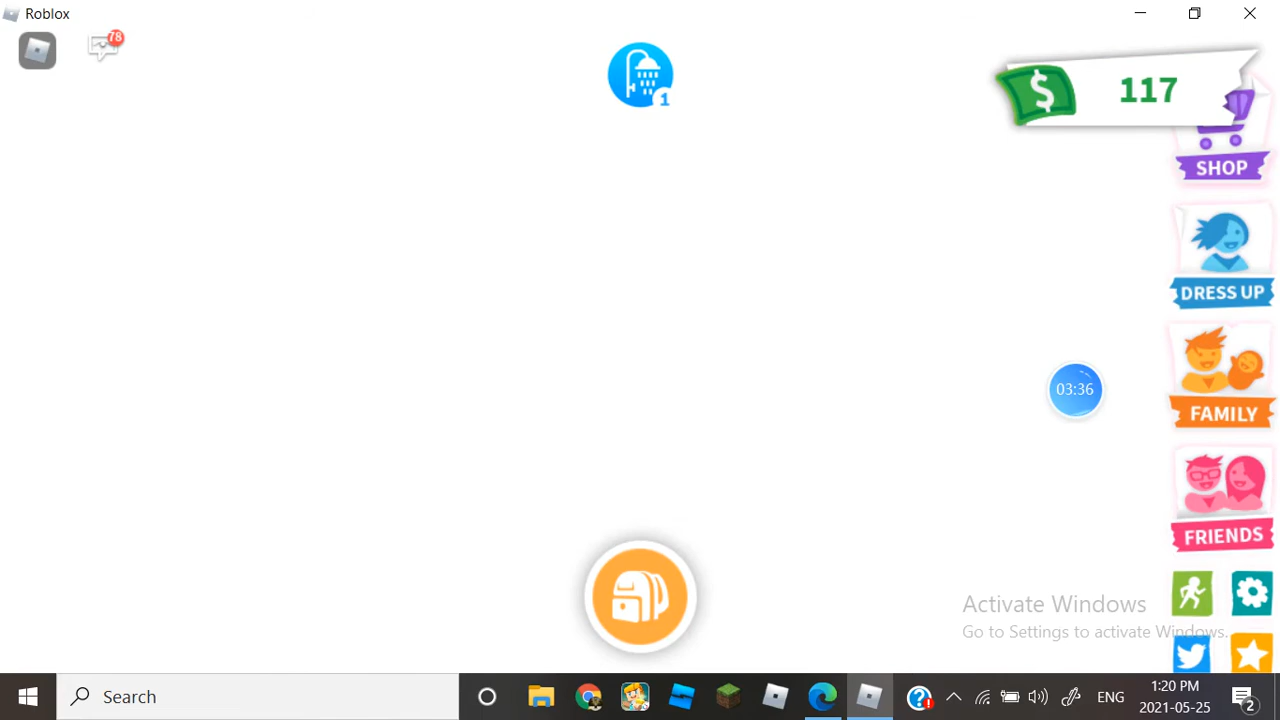 Roblox
78
1
117
SHOP
DRESS UP
03:36
FAMILY
FRIENDS
Activate Windows
Go to Settings to activate Windows.
Search
ENG
1:20 PM
2021-05-25
2